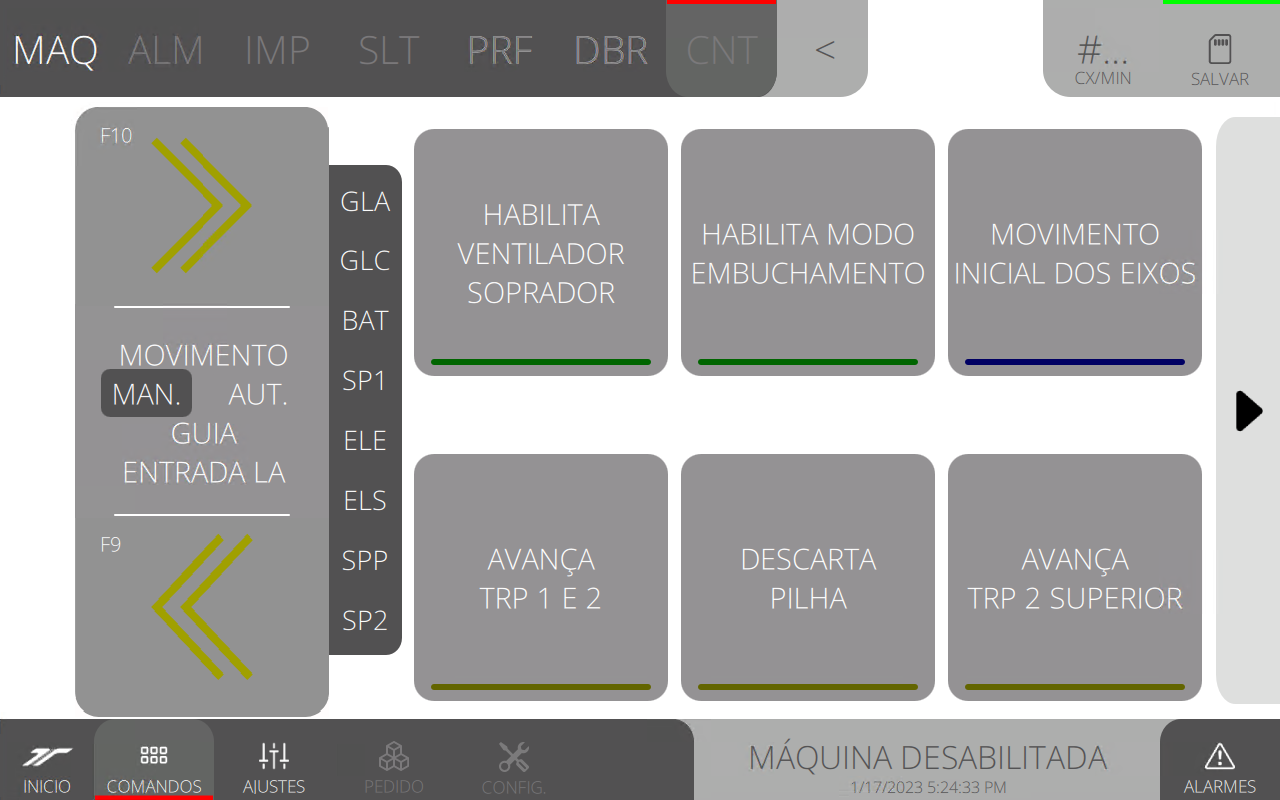 MAQ ALM IMP SLT PRF DBR CNT <
#...
CX/MIN
SALVAR
F10
MOVIMENTO
MAN. AUT.
GUIA
ENTRADA LA
F9
GLA
GLC
BAT
SP1
ELE
ELS
SPP
SP2
HABILITA
VENTILADOR
SOPRADOR
HABILITA MODO
EMBUCHAMENTO
MOVIMENTO
INICIAL DOS EIXOS
AVANÇA
TRP 1 E 2
DESCARTA
PILHA
AVANÇA
TRP 2 SUPERIOR
INICIO
COMANDOS
AJUSTES
PEDIDO
CONFIG.
MÁQUINA DESABILITADA
1/17/2023 5:24:33 PM
ALARMES